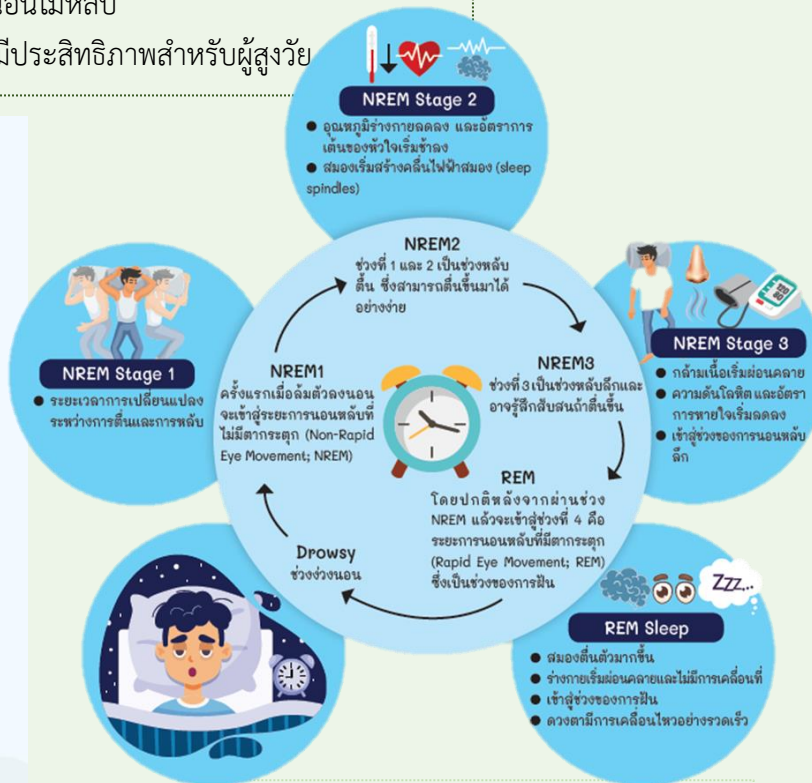 นอนไม่หลับ
มีประสิทธิภาพสำหรับผู้สูงวัย
NREM Stage 2
● อุณหภูมิร่างกายลดลง และอัตราการ
เต้นของหัวใจเริ่มช้าลง
● สมองเริ่มสร้างคลื่นไฟฟ้าสมอง (sleep
spindles)
NREM Stage 1
● ระยะเวลาการเปลี่ยนแปลง
ระหว่างการตื่นและการหลับ
NREM2
ช่วงที่ 1 และ 2 เป็นช่วงหลับ
ตื้น ซึ่งสามารถตื่นขึ้นมาได้
อย่างง่าย
NREM1
ครั้งแรกเมื่อล้มตัวลงนอน
จะเข้าสู่ระยะการนอนหลับที่
ไม่มีตากระตุก (Non-Rapid
Eye Movement; NREM)
NREM3
ช่วงที่ 3 เป็นช่วงหลับลึกและ
อาจรู้สึกสับสนถ้าตื่นขึ้น
NREM Stage 3
● กล้ามเนื้อเริ่มผ่อนคลาย
● ความดันโลหิตและอัตรา
การหายใจเริ่มลดลง
● เข้าสู่ช่วงของการนอนหลับ
ลึก
REM
โดยปกติหลังจากผ่านช่วง
NREM แล้วจะเข้าสู่ช่วงที่ 4 คือ
ระยะการนอนหลับที่มีตากระตุก
(Rapid Eye Movement; REM)
ซึ่งเป็นช่วงของการฝัน
Drowsy
ช่วงง่วงนอน
ZZZ...
REM Sleep
● สมองตื่นตัวมากขึ้น
● ร่างกายเริ่มผ่อนคลายและไม่มีการเคลื่อนที่
● เข้าสู่ช่วงของการฝัน
● ดวงตามีการเคลื่อนไหวอย่างรวดเร็ว